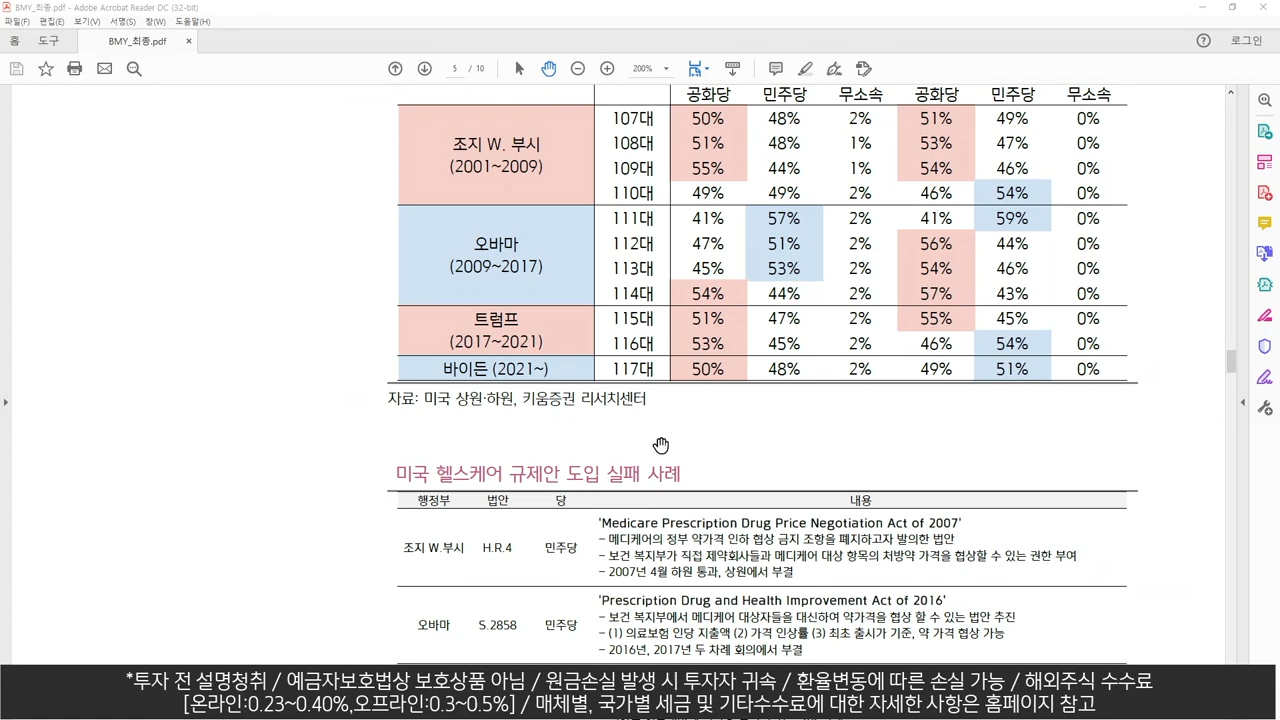 BMY_최종.pdf - Adobe Acrobat Reader DC (32-bit)
파일(F) 편집(E) 보기(V) 서명(S) 창(W) 도움말(H)
홈 도구 BMY_최종.pdf × 로그인
5 / 10 200%
공화당 민주당 무소속 공화당 민주당 무소속
조지 W. 부시
(2001~2009)
107대 50% 48% 2% 51% 49% 0%
108대 51% 48% 1% 53% 47% 0%
109대 55% 44% 1% 54% 46% 0%
110대 49% 49% 2% 46% 54% 0%
오바마
(2009~2017)
111대 41% 57% 2% 41% 59% 0%
112대 47% 51% 2% 56% 44% 0%
113대 45% 53% 2% 54% 46% 0%
114대 54% 44% 2% 57% 43% 0%
트럼프
(2017~2021)
115대 51% 47% 2% 55% 45% 0%
116대 53% 45% 2% 46% 54% 0%
바이든 (2021~) 117대 50% 48% 2% 49% 51% 0%
자료: 미국 상원·하원, 키움증권 리서치센터
미국 헬스케어 규제안 도입 실패 사례
행정부 법안 당 내용
조지 W.부시 H.R.4 민주당
'Medicare Prescription Drug Price Negotiation Act of 2007'
- 메디케어의 정부 약가격 인하 협상 금지 조항을 폐지하고자 발의한 법안
- 보건 복지부가 직접 제약회사들과 메디케어 대상 항목의 처방약 가격을 협상할 수 있는 권한 부여
- 2007년 4월 하원 통과, 상원에서 부결
오바마 S.2858 민주당
'Prescription Drug and Health Improvement Act of 2016'
- 보건 복지부에서 메디케어 대상자들을 대신하여 약가격을 협상 할 수 있는 법안 추진
- (1) 의료보험 인당 지출액 (2) 가격 인상률 (3) 최초 출시가 기준, 약 가격 협상 가능
- 2016년, 2017년 두 차례 회의에서 부결
*투자 전 설명청취 / 예금자보호법상 보호상품 아님 / 원금손실 발생 시 투자자 귀속 / 환율변동에 따른 손실 가능 / 해외주식 수수료
[온라인:0.23~0.40%,오프라인:0.3~0.5%] / 매체별, 국가별 세금 및 기타수수료에 대한 자세한 사항은 홈페이지 참고